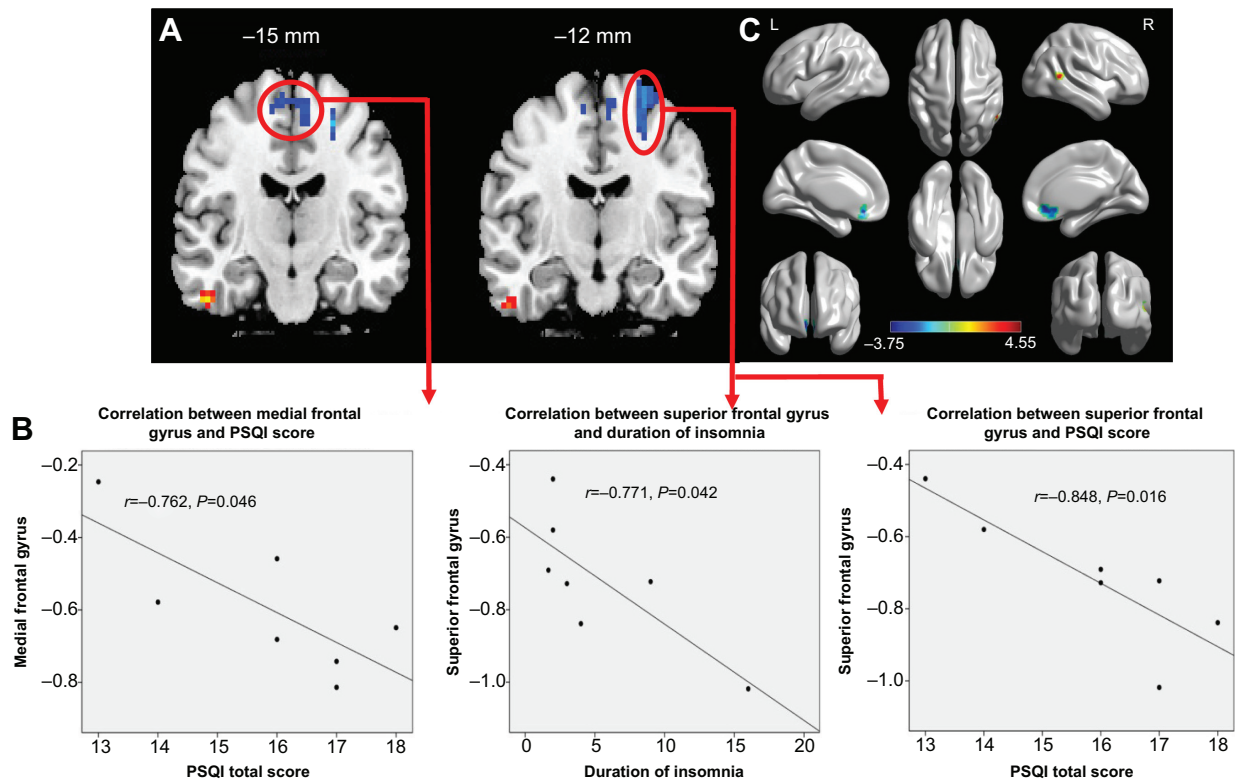 A
–15 mm
–12 mm
C
L
R
–3.75
4.55
B
Correlation between medial frontal
gyrus and PSQI score
Medial frontal gyrus
–0.2
–0.4
–0.6
–0.8
r=–0.762, P=0.046
13 14 15 16 17 18
PSQI total score
Correlation between superior frontal gyrus
and duration of insomnia
Superior frontal gyrus
–0.4
–0.6
–0.8
–1.0
r=–0.771, P=0.042
0 5 10 15 20
Duration of insomnia
Correlation between superior frontal
gyrus and PSQI score
Superior frontal gyrus
–0.4
–0.6
–0.8
–1.0
r=–0.848, P=0.016
13 14 15 16 17 18
PSQI total score